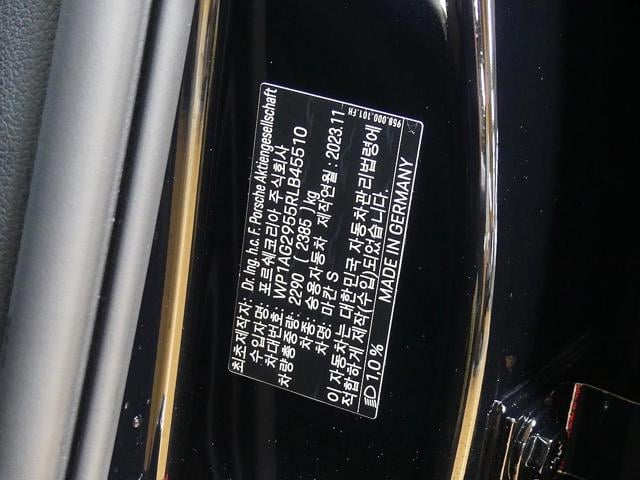 최초제작자: Dr. Ing. h.c. F. Porsche Aktiengesellschaft
수입자명: 포르쉐코리아 주식회사
차대번호: WP1AG2955RLB45510
차량총중량: 2290 ( 2385 ) kg
차종: 승용자동차 제작연월: 2023.11
차명: 마칸 S
이 자동차는 대한민국 자동차관리법령에
적합하게 제작(수입)되었습니다.
1.0 % MADE IN GERMANY
958.000.101.FH